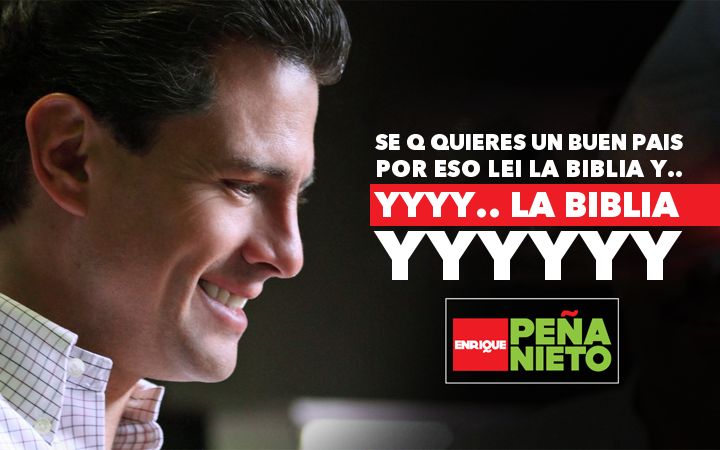 SE Q QUIERES UN BUEN PAIS
POR ESO LEI LA BIBLIA Y..
YYYY.. LA BIBLIA
YYYYYY
ENRIQUE
PEÑA
NIETO